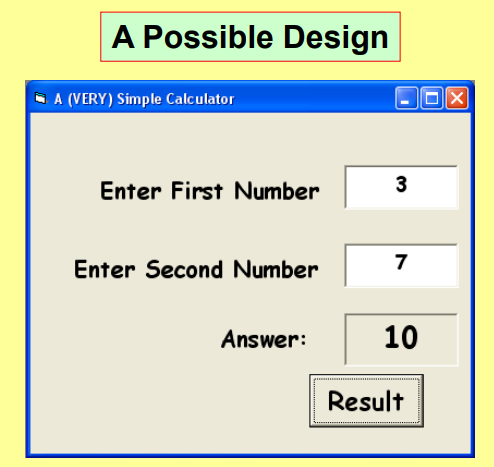 A Possible Design
A (VERY) Simple Calculator
Enter First Number 3
Enter Second Number 7
Answer: 10
Result